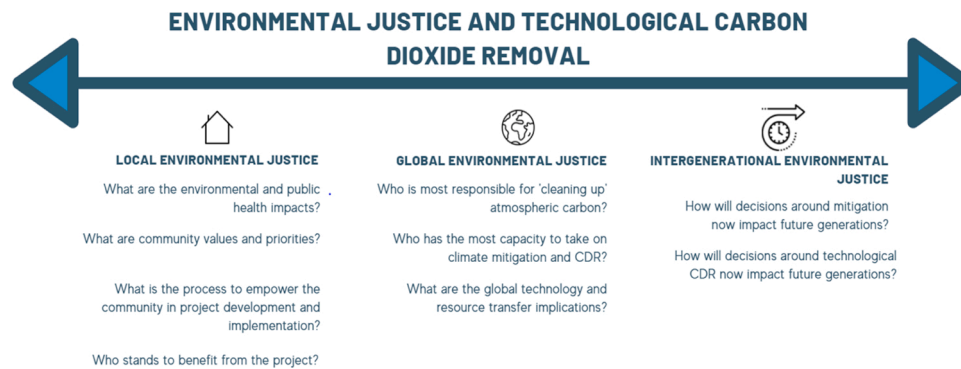 ENVIRONMENTAL JUSTICE AND TECHNOLOGICAL CARBON
DIOXIDE REMOVAL
LOCAL ENVIRONMENTAL JUSTICE
What are the environmental and public
health impacts?
What are community values and priorities?
What is the process to empower the
community in project development and
implementation?
Who stands to benefit from the project?
GLOBAL ENVIRONMENTAL JUSTICE
Who is most responsible for 'cleaning up'
atmospheric carbon?
Who has the most capacity to take on
climate mitigation and CDR?
What are the global technology and
resource transfer implications?
INTERGENERATIONAL ENVIRONMENTAL
JUSTICE
How will decisions around mitigation
now impact future generations?
How will decisions around technological
CDR now impact future generations?